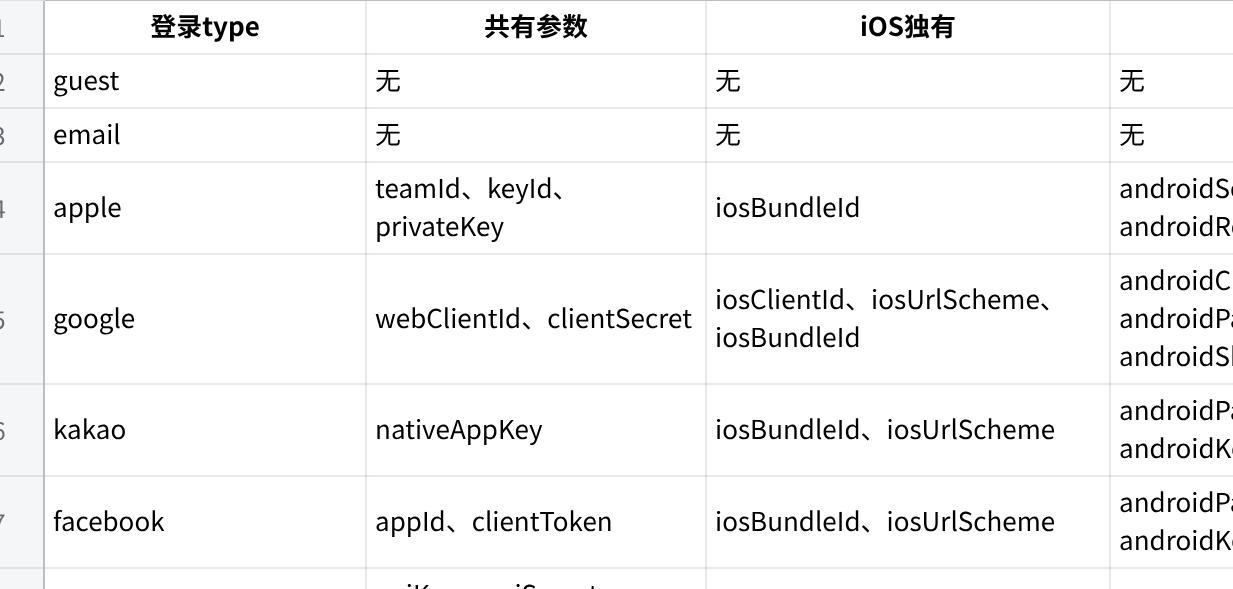 登录type 共有参数 iOS独有
2 guest 无 无 无
3 email 无 无 无
4 apple teamId、keyId、 iosBundleId
privateKey
google webClientId、clientSecret iosClientId、iosUrlScheme、
iosBundleId
6 kakao nativeAppKey iosBundleId、iosUrlScheme
7 facebook appId、clientToken iosBundleId、iosUrlScheme